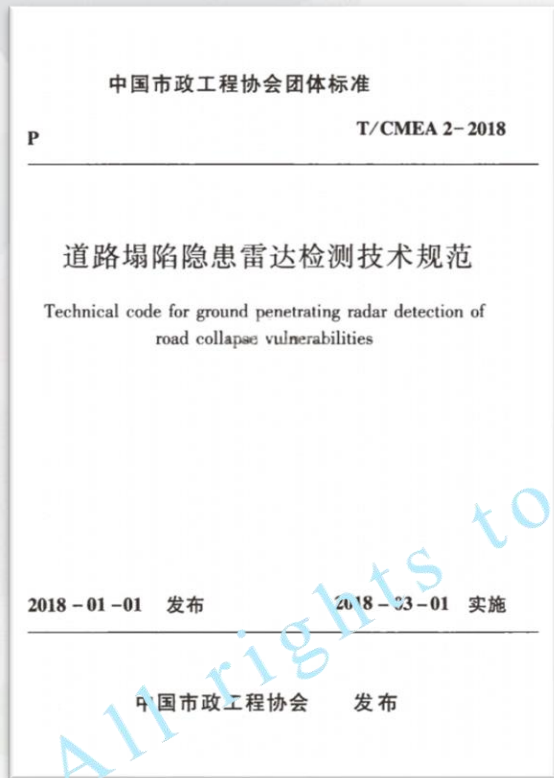 中国市政工程协会团体标准
P
T/CMEA 2-2018
道路塌陷隐患雷达检测技术规范
Technical code for ground penetrating radar detection of
road collapse vulnerabilities
2018-01-01 发布
2018-03-01 实施
中国市政工程协会 发布
All rights to